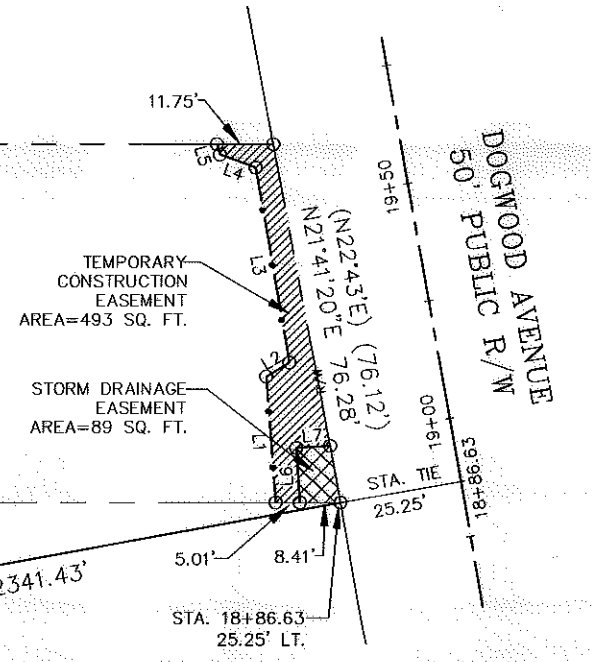 11.75'
L5
L4
DOGWOOD AVENUE
50' PUBLIC R/W
19+50
(N22°43'E) (76.12')
N21°41'20"E 76.28'
TEMPORARY
CONSTRUCTION
EASEMENT
AREA=493 SQ. FT.
L3
L2
STORM DRAINAGE
EASEMENT
AREA=89 SQ. FT.
19+00
L1
L7
L6
STA. TIE
25.25'
18+86.63
5.01'
8.41'
2341.43'
STA. 18+86.63
25.25' LT.